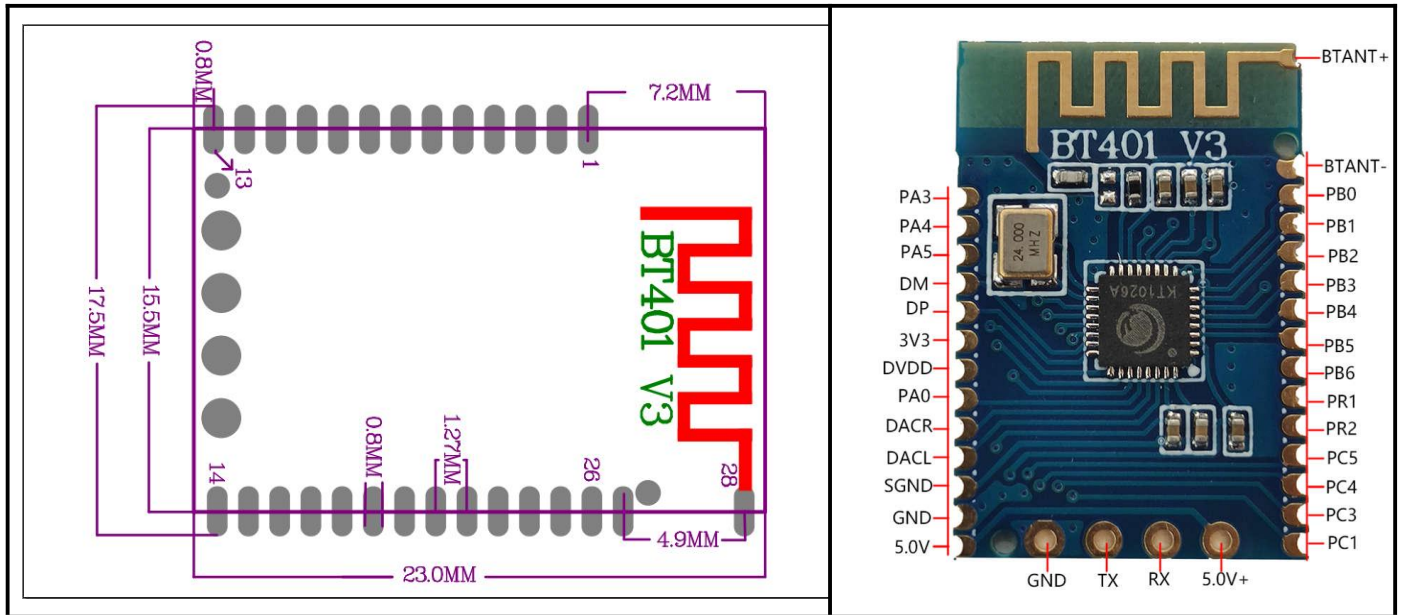 0.8MM
7.2MM
1
13
BT401 V3
17.5MM
15.5MM
14
0.8MM
1.27MM
26
28
4.9MM
23.0MM
BTANT+
BT401 V3
BTANT-
PA3
PB0
PA4
PB1
PA5
PB2
24.000
MHZ
DM
PB3
KT1026A
DP
PB4
3V3
PB5
DVDD
PB6
PA0
PR1
DACR
PR2
DACL
PC5
SGND
PC4
GND
PC3
5.0V
PC1
GND TX RX 5.0V+